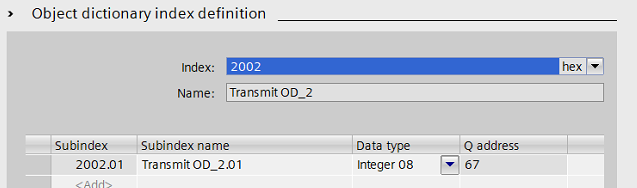 Object dictionary index definition
Index: 2002 hex
Name: Transmit OD_2
Subindex Subindex name Data type Q address
2002.01 Transmit OD_2.01 Integer 08 67
<Add>